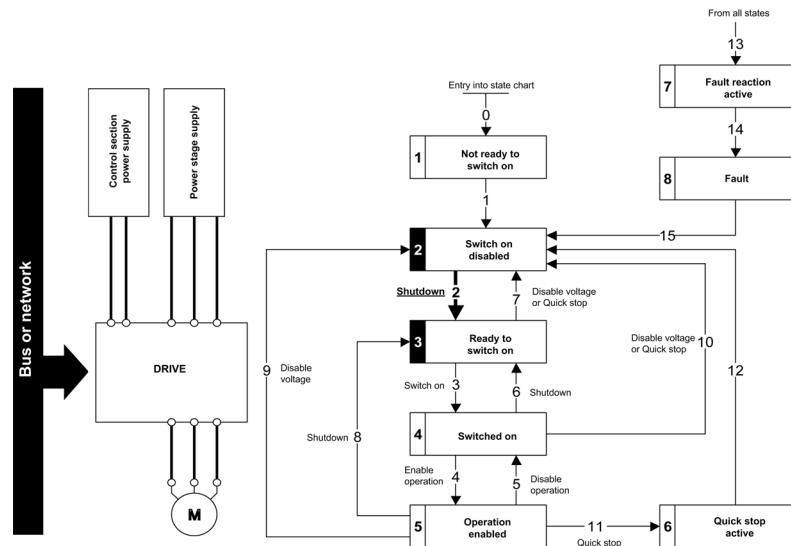 From all states
13
7
Fault reaction
active
14
8
Fault
15
Entry into state chart
0
1
Not ready to
switch on
1
2
Switch on
disabled
Shutdown 2
7
Disable voltage
or Quick stop
3
Ready to
switch on
Switch on 3
6 Shutdown
4
Switched on
Enable
operation
4
5
Disable
operation
5
Operation
enabled
11
Quick stop
6
Quick stop
active
Disable voltage
or Quick stop
10
12
9 Disable
voltage
Shutdown 8
Bus or network
Control section
power supply
Power stage supply
DRIVE
M